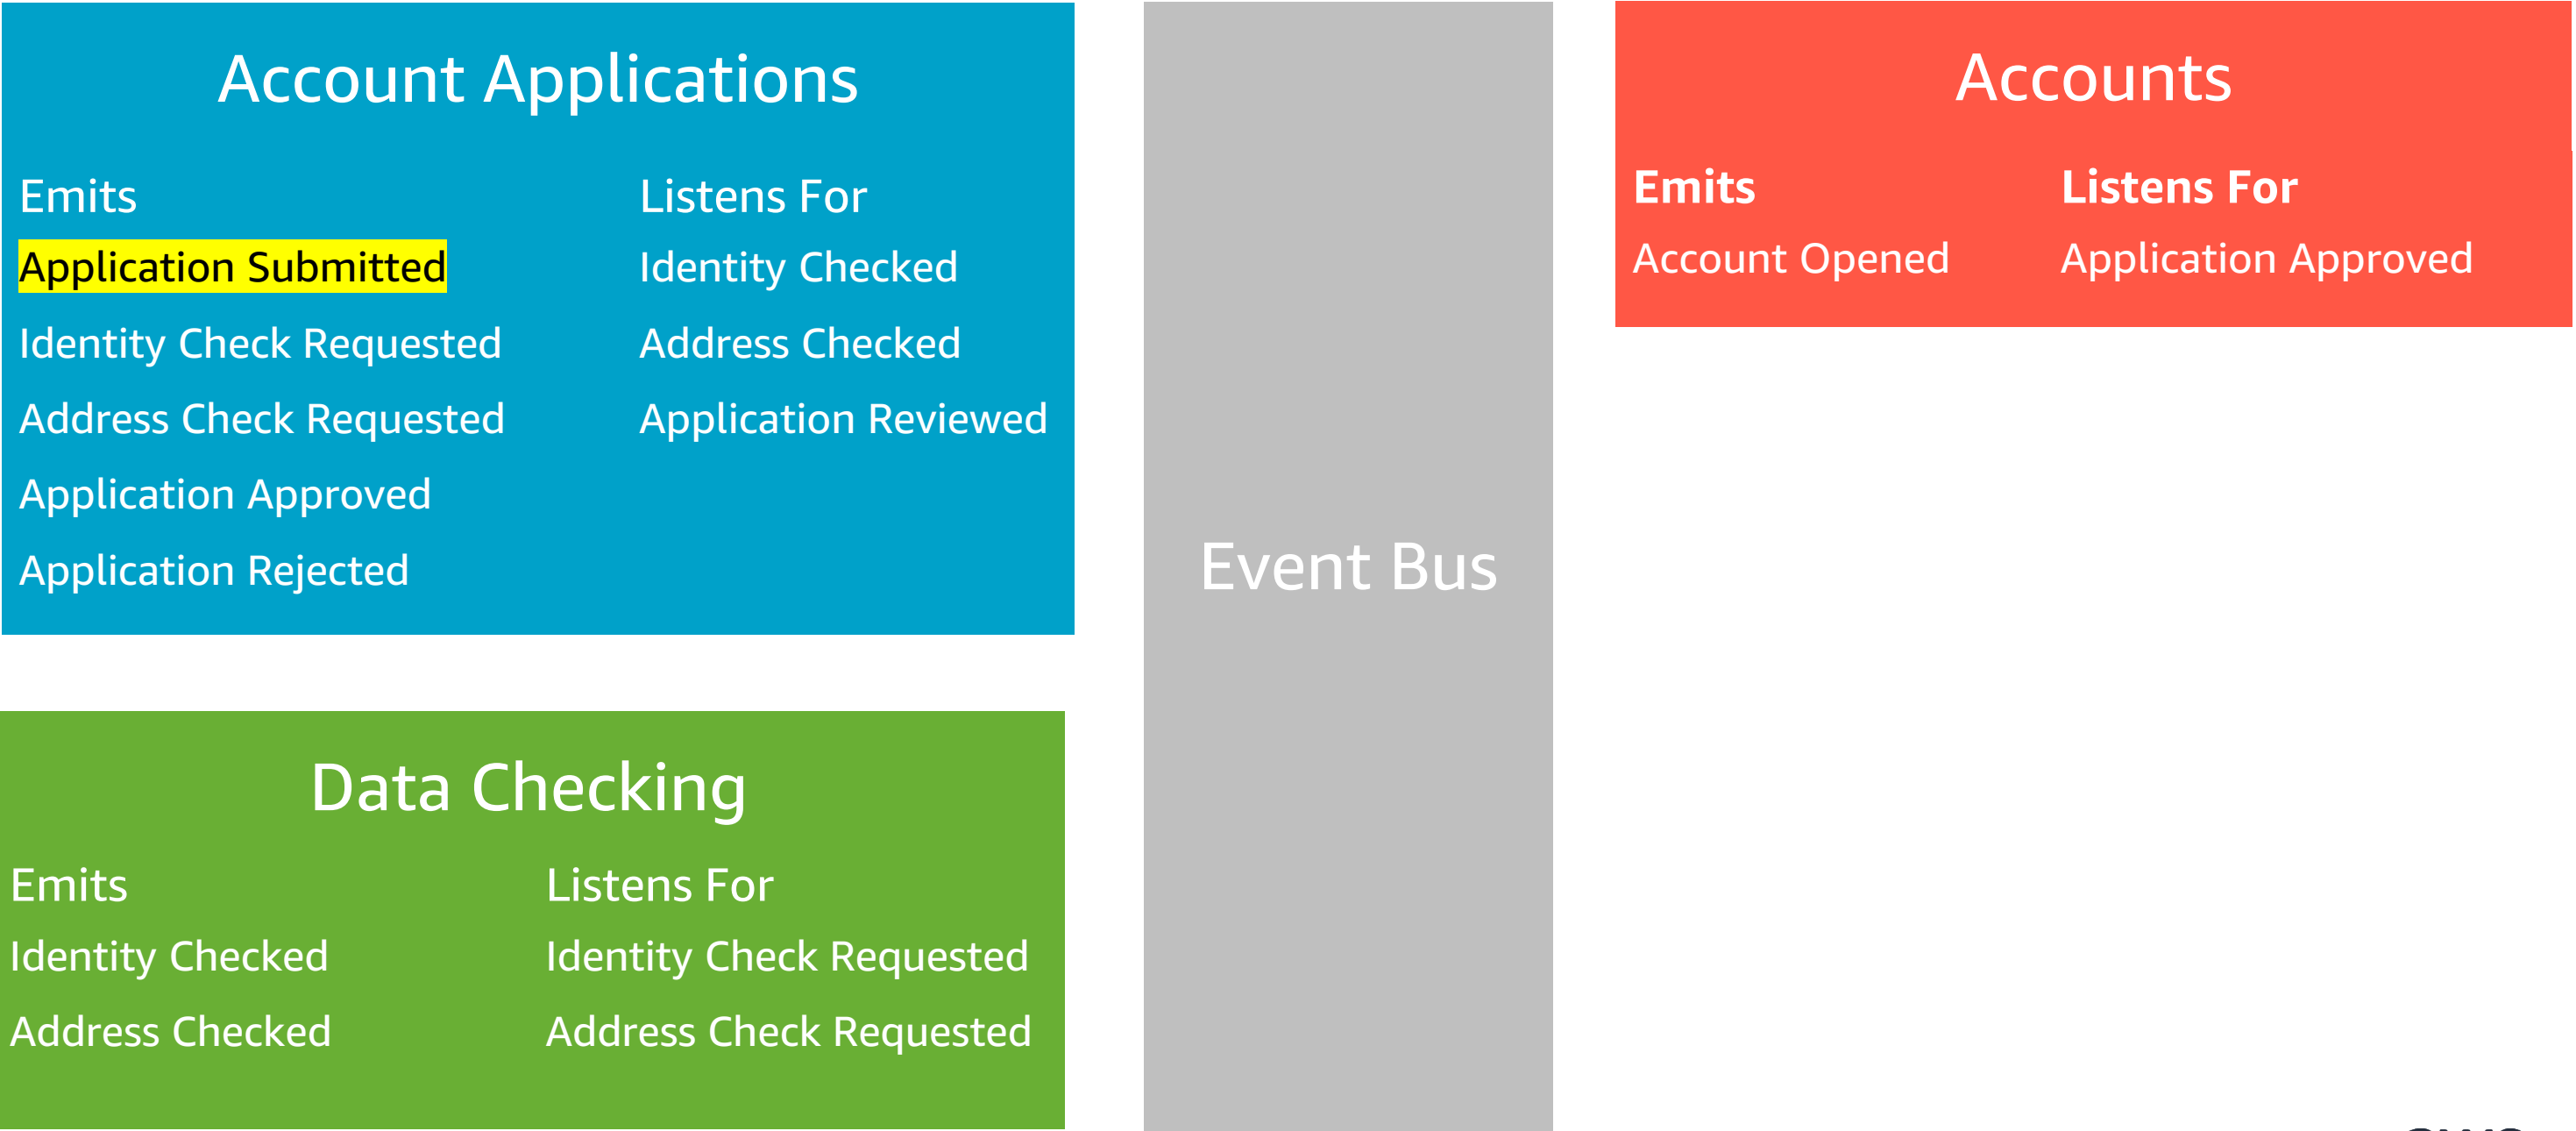 Account Applications
Emits
Listens For
Application Submitted
Identity Checked
Identity Check Requested
Address Checked
Address Check Requested
Application Reviewed
Application Approved
Application Rejected
Data Checking
Emits
Listens For
Identity Checked
Identity Check Requested
Address Checked
Address Check Requested
Event Bus
Accounts
Emits
Listens For
Account Opened
Application Approved